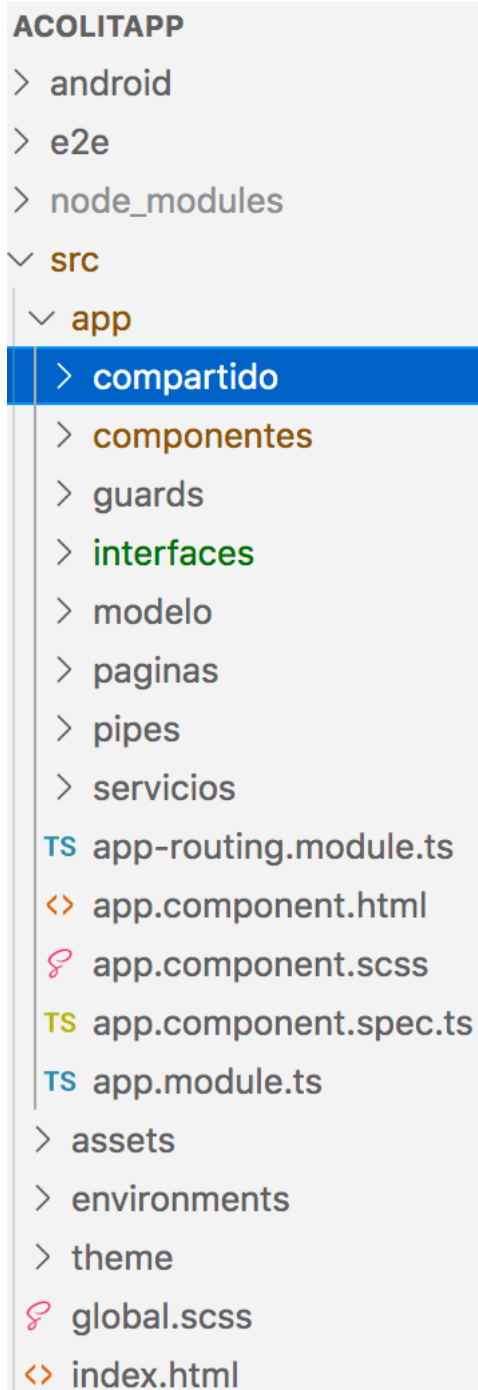 ACOLITAPP
android
e2e
node_modules
src
app
compartido
componentes
guards
interfaces
modelo
paginas
pipes
servicios
TS app-routing.module.ts
<> app.component.html
app.component.scss
TS app.component.spec.ts
TS app.module.ts
assets
environments
theme
global.scss
<> index.html